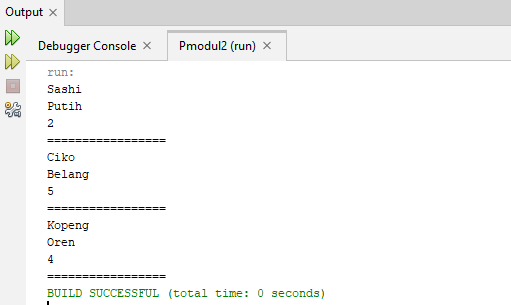 Output ×
Debugger Console × Pmodul2 (run) ×
run:
Sashi
Putih
2
=================
Ciko
Belang
5
=================
Kopeng
Oren
4
=================
BUILD SUCCESSFUL (total time: 0 seconds)